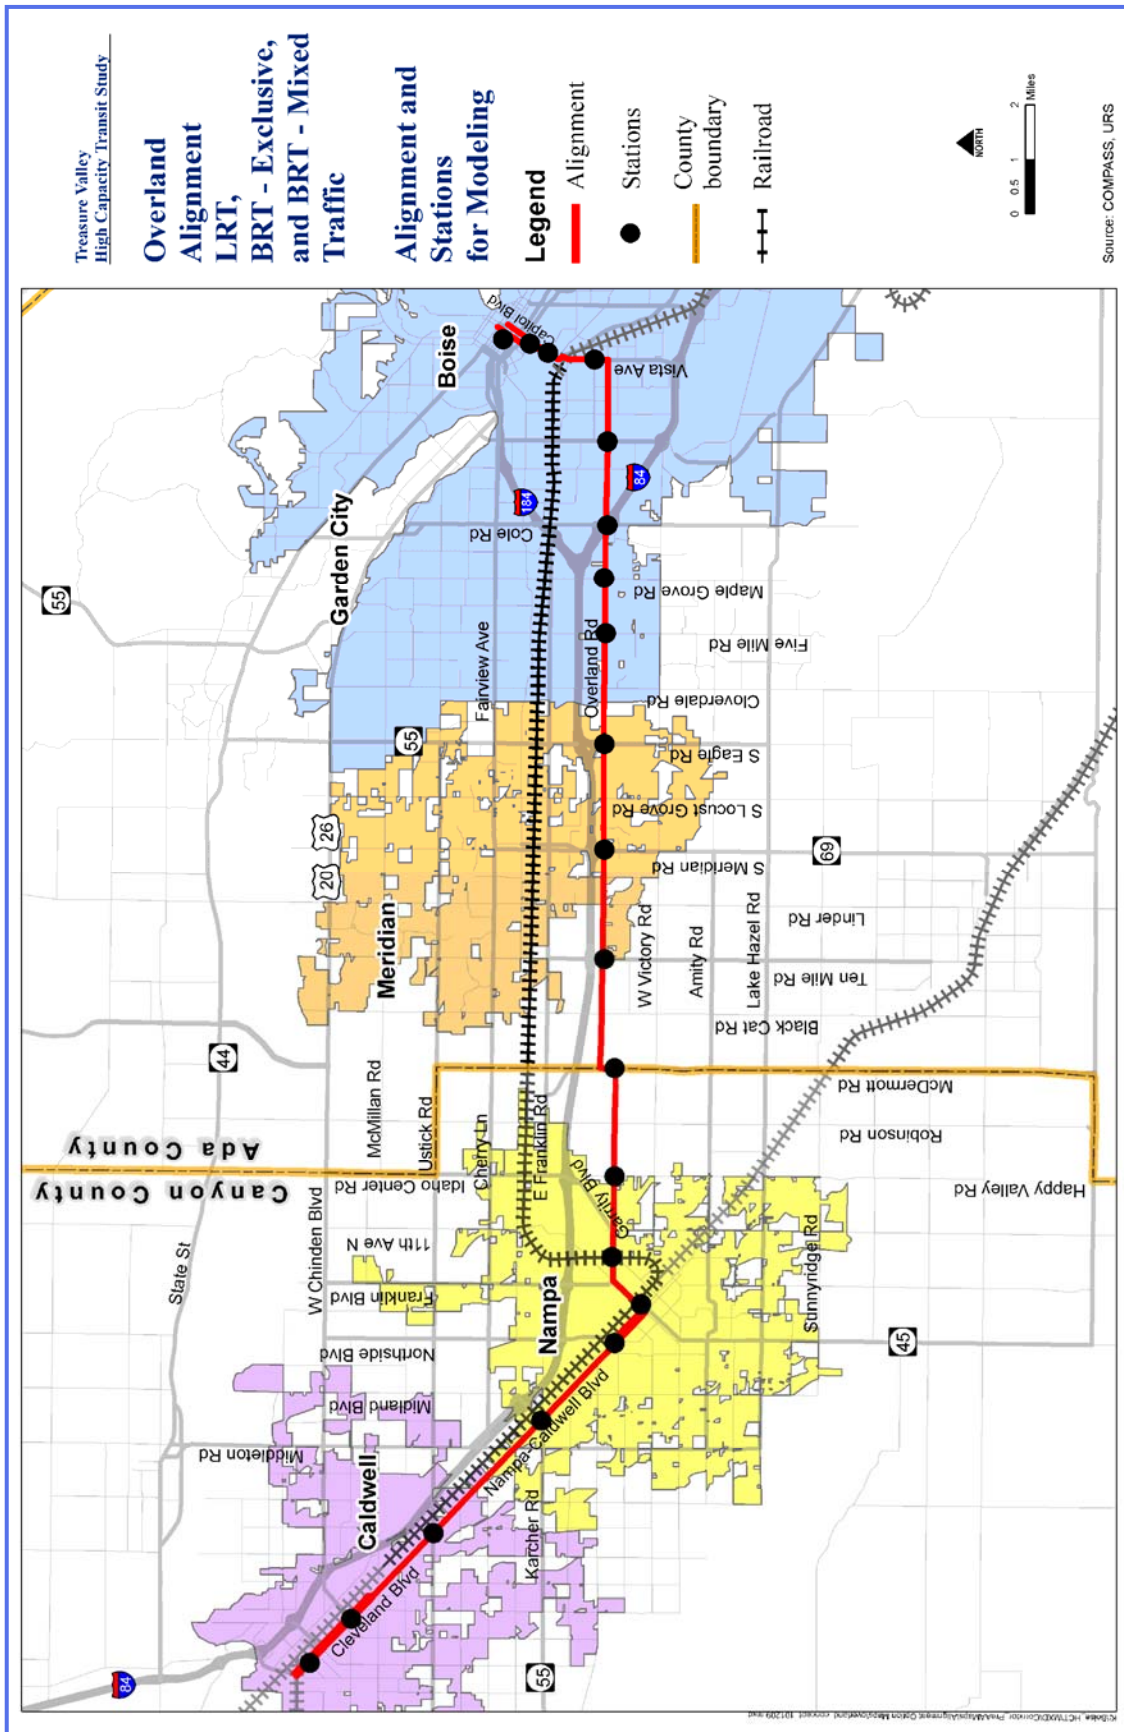 Treasure Valley
High Capacity Transit Study
Overland
Alignment
LRT,
BRT - Exclusive,
and BRT - Mixed
Traffic
Alignment and
Stations
for Modeling
Legend
Alignment
Stations
County
boundary
Railroad
NORTH
0 0.5 1 2
Miles
Source: COMPASS, URS
Canyon County
Ada County
State St
55
44
84
Middleton Rd
Midland Blvd
Northside Blvd
W Chinden Blvd
Franklin Blvd
11th Ave N
Idaho Center Rd
McMillan Rd
Ustick Rd
Cherry Ln
20
26
55
Garden City
Meridian
Boise
Caldwell
Nampa
Fairview Ave
Cole Rd
184
84
Capitol Blvd
Vista Ave
Overland Rd
Maple Grove Rd
Five Mile Rd
Cloverdale Rd
S Eagle Rd
S Locust Grove Rd
S Meridian Rd
69
Linder Rd
Ten Mile Rd
Black Cat Rd
W Victory Rd
Amity Rd
Lake Hazel Rd
McDermott Rd
Robinson Rd
Happy Valley Rd
E Franklin Rd
Garrity Blvd
Sunnyridge Rd
45
Nampa-Caldwell Blvd
Cleveland Blvd
Karcher Rd
55